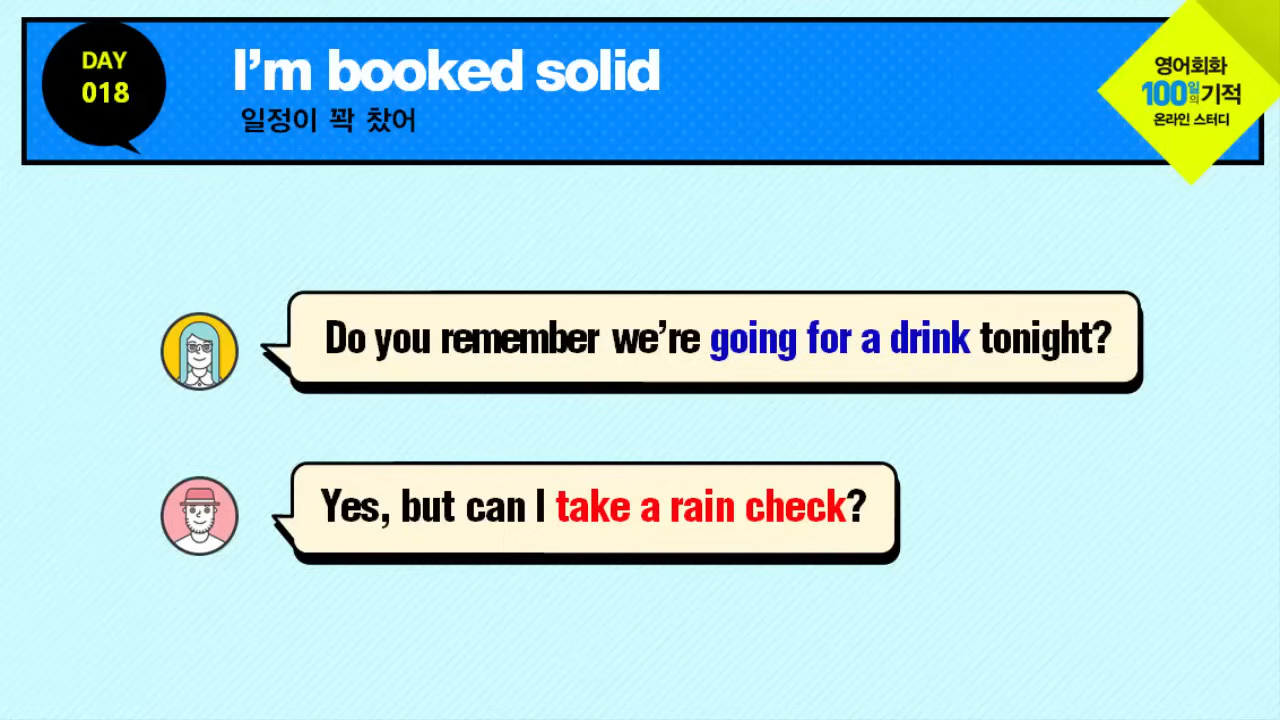 DAY
018
I'm booked solid
일정이 꽉 찼어
영어회화
100일의 기적
온라인 스터디
Do you remember we're going for a drink tonight?
Yes, but can I take a rain check?